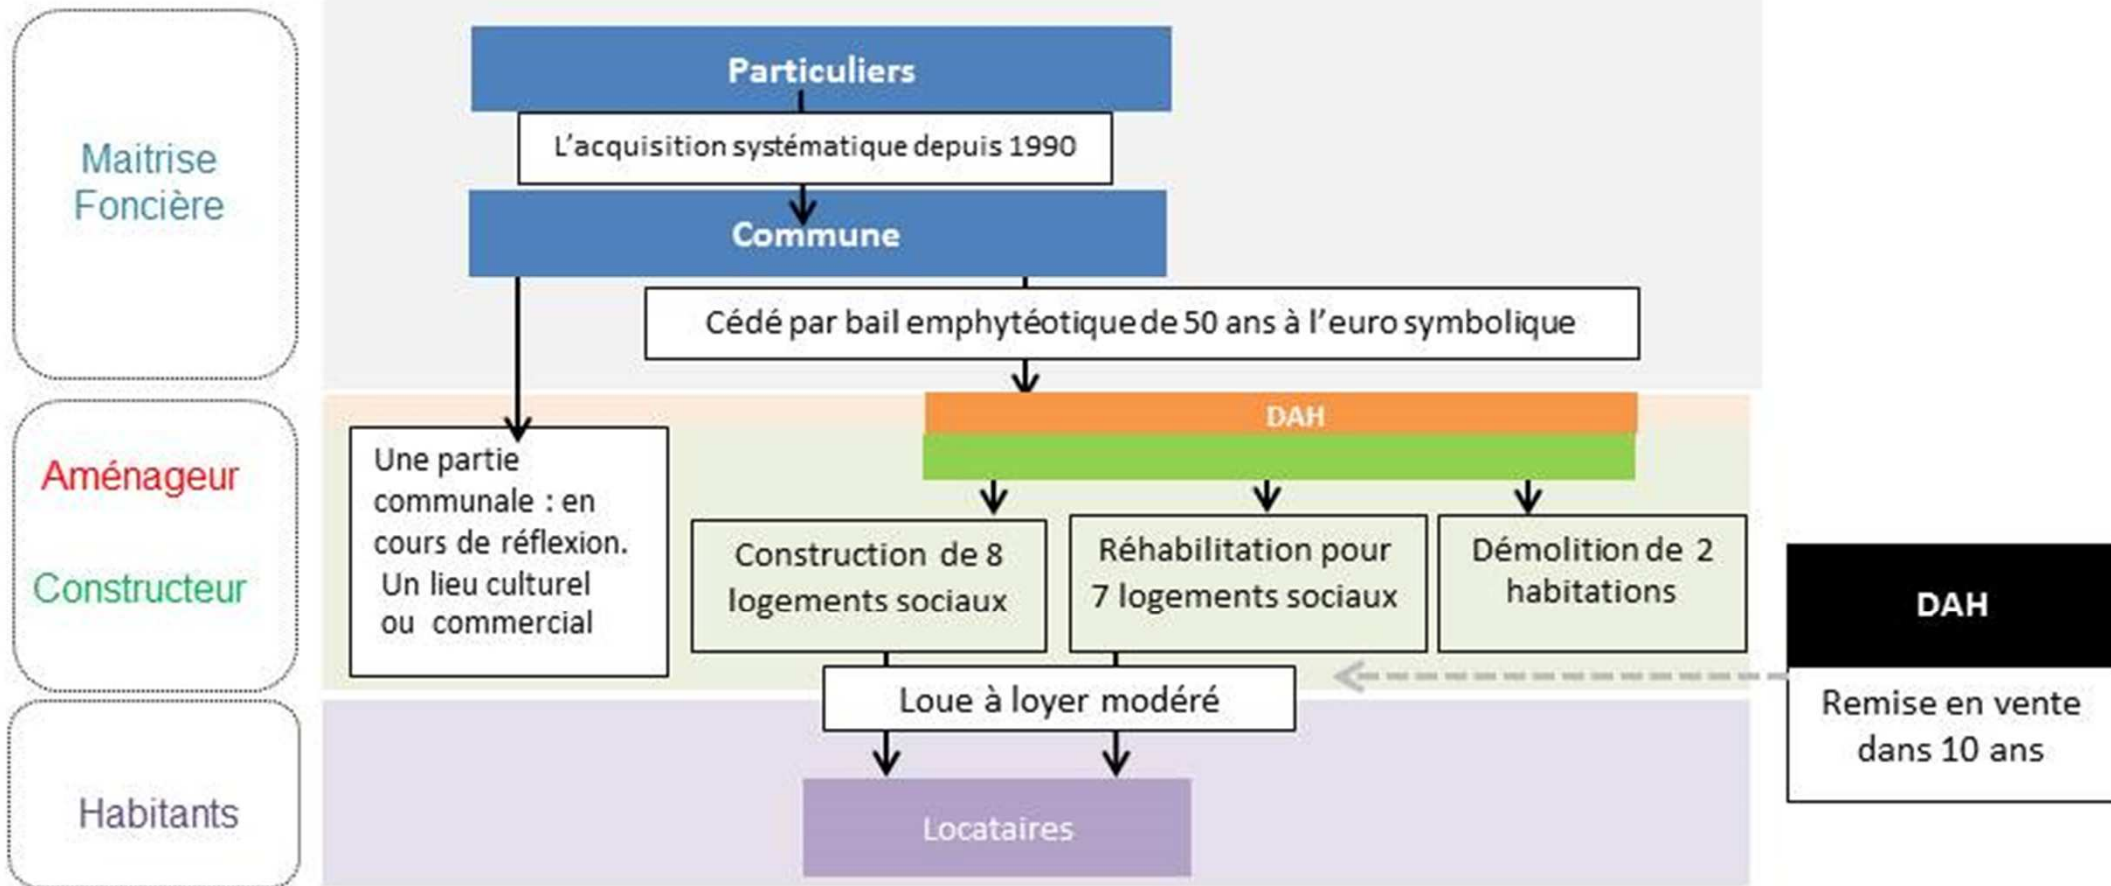 Maitrise
Foncière
Particuliers
L'acquisition systématique depuis 1990
Commune
Cédé par bail emphytéotique de 50 ans à l'euro symbolique
Aménageur
Constructeur
Une partie
communale : en
cours de réflexion.
Un lieu culturel
ou commercial
DAH
Construction de 8
logements sociaux
Réhabilitation pour
7 logements sociaux
Démolition de 2
habitations
DAH
Remise en vente
dans 10 ans
Loue à loyer modéré
Habitants
Locataires